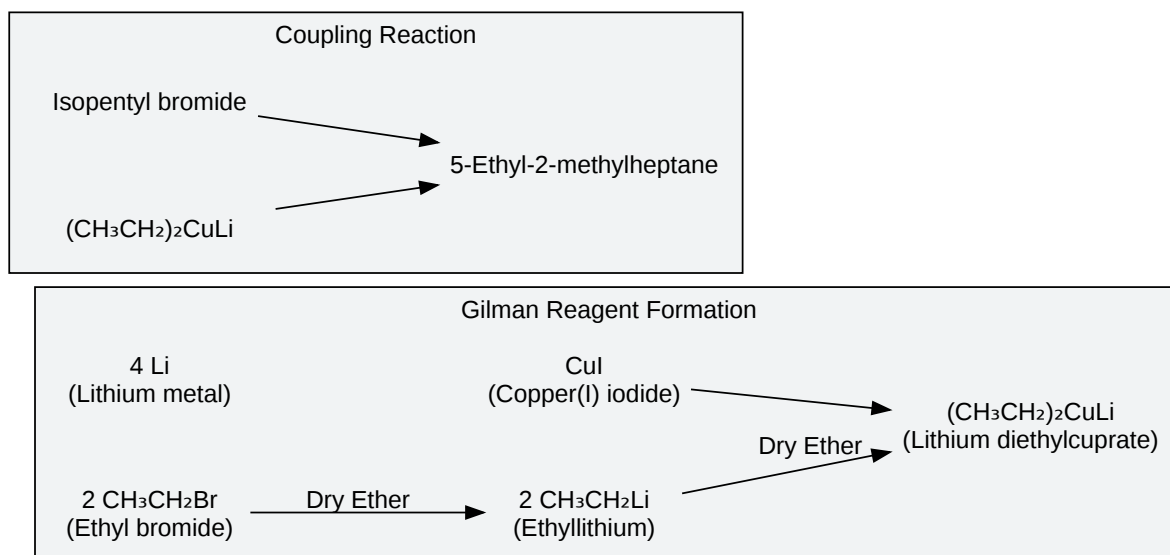 Coupling Reaction
Isopentyl bromide
5-Ethyl-2-methylheptane
(CH₃CH₂)₂CuLi
Gilman Reagent Formation
4 Li
(Lithium metal)
CuI
(Copper(I) iodide)
(CH₃CH₂)₂CuLi
(Lithium diethylcuprate)
Dry Ether
2 CH₃CH₂Br
(Ethyl bromide)
Dry Ether
2 CH₃CH₂Li
(Ethyllithium)